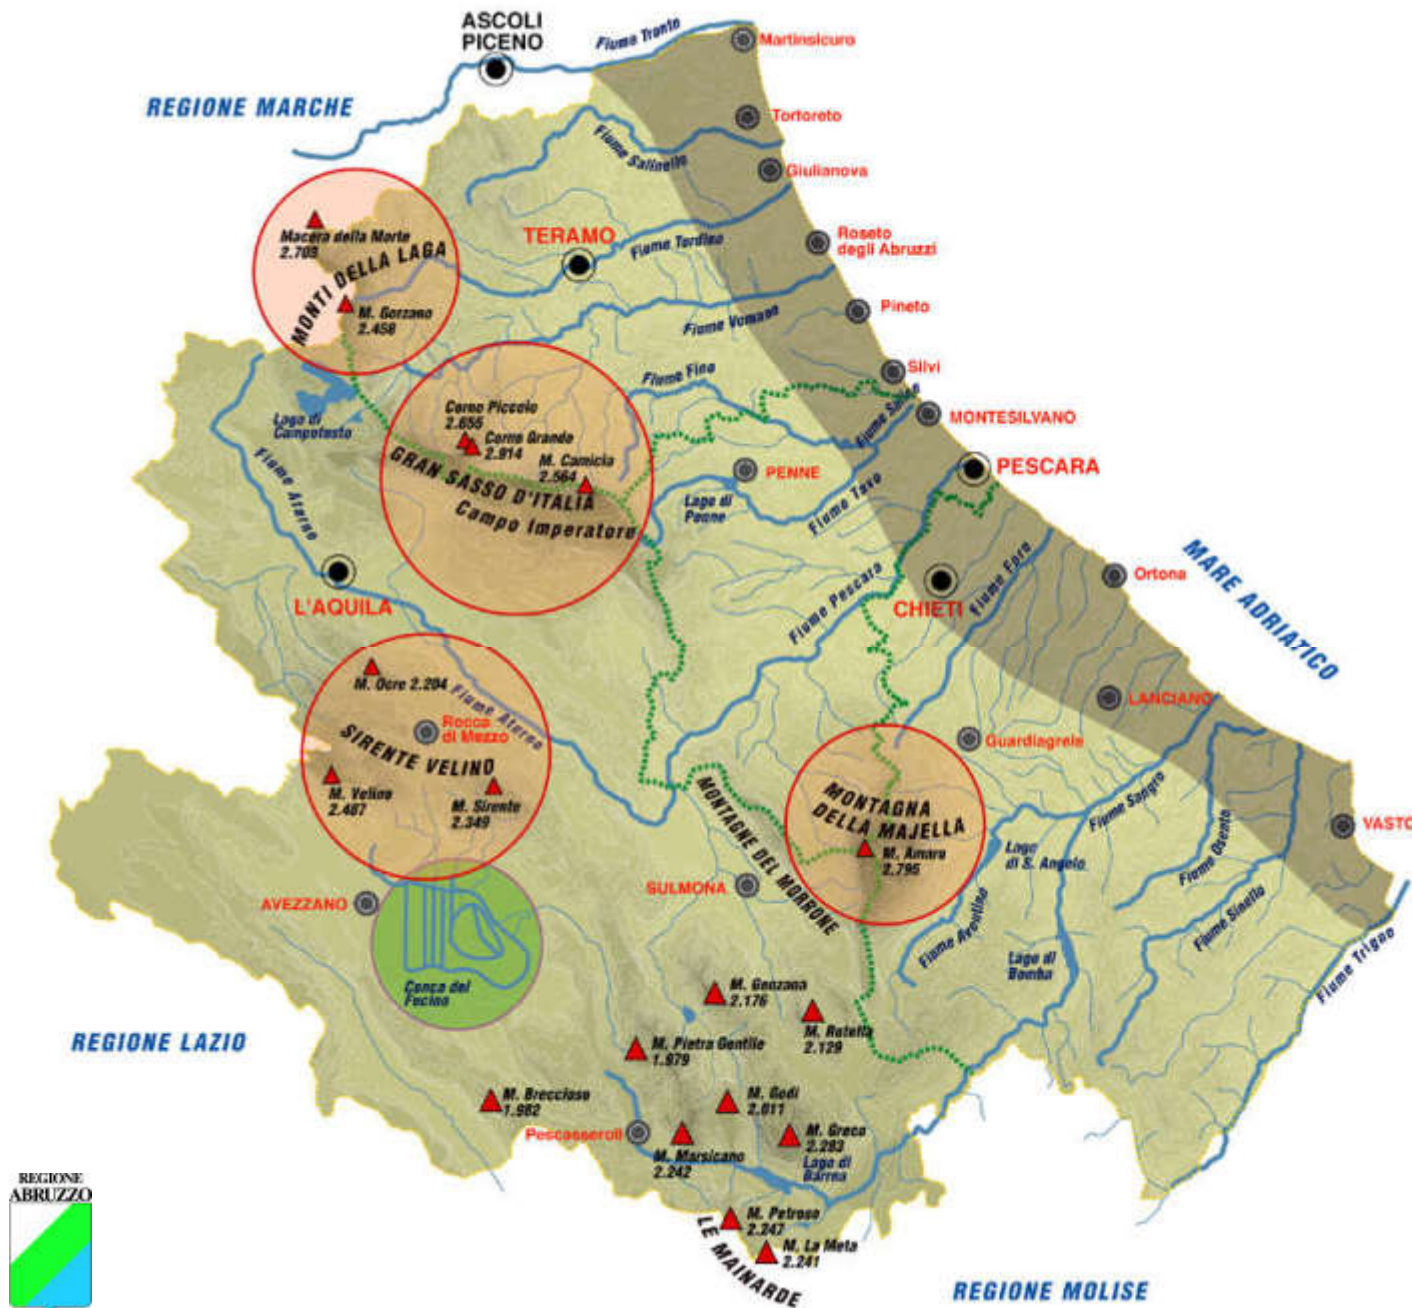 ASCOLI
PICENO
Fiume Tronto
Martinsicuro
REGIONE MARCHE
Tortoreto
Fiume Salinello
Giulianova
Macera della Morte
2.703
MONTI DELLA LAGA
TERAMO
Fiume Tordino
Roseto
degli Abruzzi
M. Gorzano
2.458
Fiume Vomano
Pineto
Silvi
Fiume Fino
Lago di
Campotosto
Corno Piccolo
2.655
Corno Grande
2.914
M. Camicia
2.564
GRAN SASSO D'ITALIA
Campo Imperatore
MONTESILVANO
PENNE
PESCARA
Lago di
Penne
Fiume Tavo
Fiume Aterno
L'AQUILA
Fiume Pescara
CHIETI
Fiume Foro
Ortona
MARE ADRIATICO
M. Ocre 2.204
Fiume Aterno
Rocca
di Mezzo
SIRENTE VELINO
M. Velino
2.487
M. Sirente
2.349
LANCIANO
Guardiagrele
MONTAGNE DEL MORRONE
MONTAGNA
DELLA MAJELLA
M. Amaro
2.795
Fiume Sangro
Lago
di S. Angelo
Fiume Osento
VASTO
SULMONA
AVEZZANO
Fiume Aventino
Fiume Sinello
Lago di
Bomba
Fiume Trigno
Conca del
Fucino
M. Genzana
2.176
M. Rotella
2.129
REGIONE LAZIO
M. Pietra Gentile
1.979
M. Breccioso
1.982
M. Godi
2.011
Pescasseroli
M. Greco
2.283
M. Marsicano
2.242
Lago di
Barrea
M. Petroso
2.247
M. La Meta
2.241
LE MAINARDE
REGIONE MOLISE
REGIONE
ABRUZZO